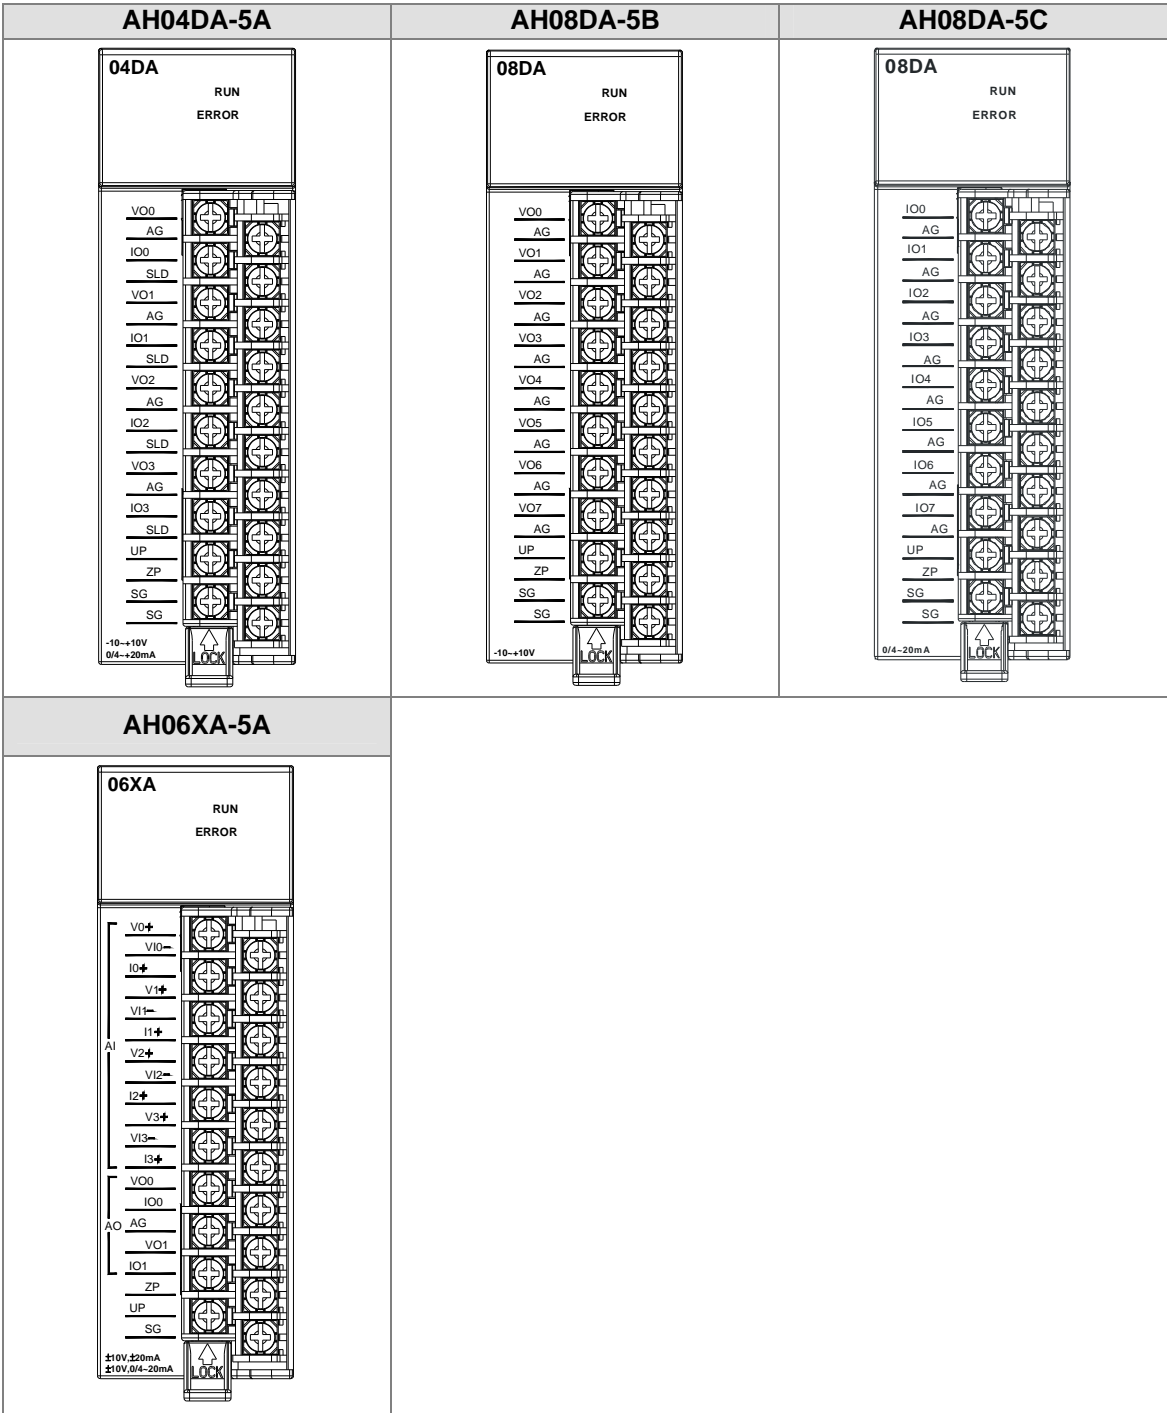 AH04DA-5A
AH08DA-5B
AH08DA-5C
04DA
RUN
ERROR
VO0
AG
IO0
SLD
VO1
AG
IO1
SLD
VO2
AG
IO2
SLD
VO3
AG
IO3
SLD
UP
ZP
SG
SG
-10~+10V
0/4~+20mA
LOCK
08DA
RUN
ERROR
VO0
AG
VO1
AG
VO2
AG
VO3
AG
VO4
AG
VO5
AG
VO6
AG
VO7
AG
UP
ZP
SG
SG
-10~+10V
LOCK
08DA
RUN
ERROR
IO0
AG
IO1
AG
IO2
AG
IO3
AG
IO4
AG
IO5
AG
IO6
AG
IO7
AG
UP
ZP
SG
SG
0/4~20mA
LOCK
AH06XA-5A
06XA
RUN
ERROR
AI
V0+
VI0-
I0+
V1+
VI1-
I1+
V2+
VI2-
I2+
V3+
VI3-
I3+
AO
VO0
IO0
AG
VO1
IO1
ZP
UP
SG
±10V,±20mA
±10V,0/4~20mA
LOCK